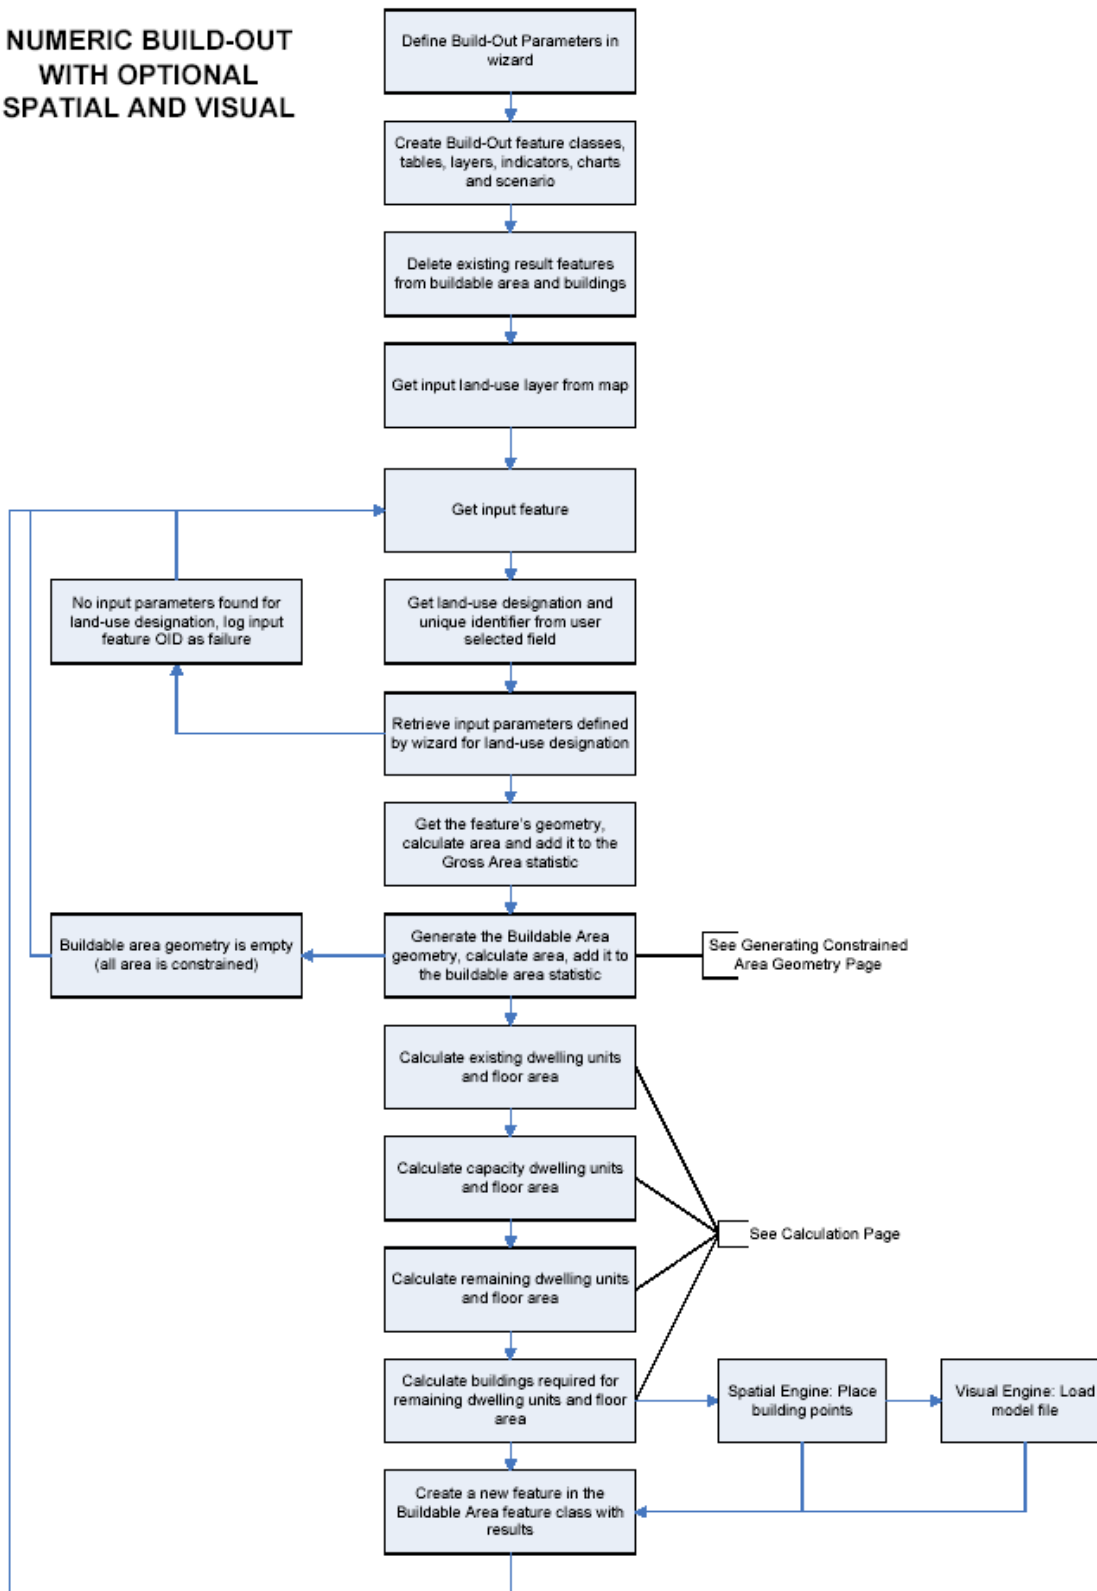 NUMERIC BUILD-OUT
WITH OPTIONAL
SPATIAL AND VISUAL
Define Build-Out Parameters in
wizard
Create Build-Out feature classes,
tables, layers, indicators, charts
and scenario
Delete existing result features
from buildable area and buildings
Get input land-use layer from map
Get input feature
No input parameters found for
land-use designation, log input
feature OID as failure
Get land-use designation and
unique identifier from user
selected field
Retrieve input parameters defined
by wizard for land-use designation
Get the feature's geometry,
calculate area and add it to the
Gross Area statistic
Buildable area geometry is empty
(all area is constrained)
Generate the Buildable Area
geometry, calculate area, add it to
the buildable area statistic
See Generating Constrained
Area Geometry Page
Calculate existing dwelling units
and floor area
Calculate capacity dwelling units
and floor area
See Calculation Page
Calculate remaining dwelling units
and floor area
Calculate buildings required for
remaining dwelling units and floor
area
Spatial Engine: Place
building points
Visual Engine: Load
model file
Create a new feature in the
Buildable Area feature class with
results